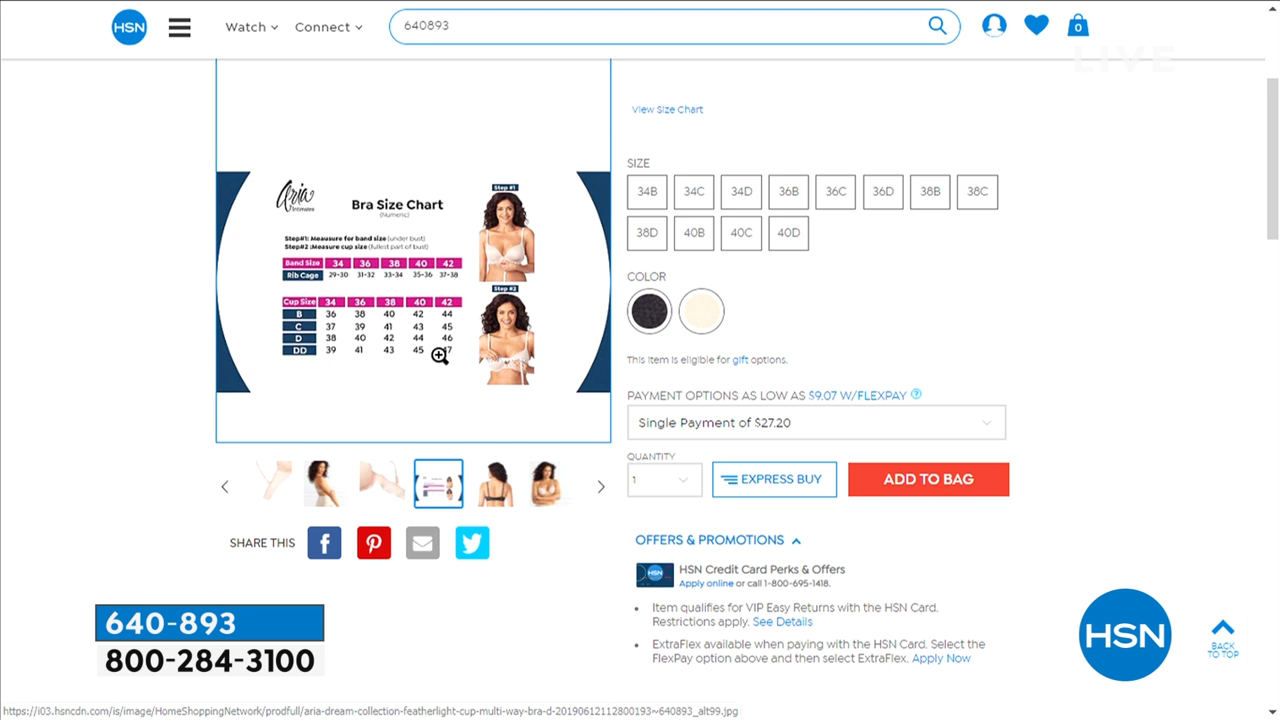 HSN
Watch
Connect
640893
0
LIVE
View Size Chart
Aria
Intimates
Bra Size Chart
(Numeric)
Step #1
Step#1: Meausure for band size (under bust)
Step#2 :Measure cup size (fullest part of bust)
Band Size 34 36 38 40 42
Rib Cage 29-30 31-32 33-34 35-36 37-38
Step #2
Cup Size 34 36 38 40 42
B 36 38 40 42 44
C 37 39 41 43 45
D 38 40 42 44 46
DD 39 41 43 45
SIZE
34B 34C 34D 36B 36C 36D 38B 38C
38D 40B 40C 40D
COLOR
This item is eligible for gift options.
PAYMENT OPTIONS AS LOW AS $9.07 W/FLEXPAY ?
Single Payment of $27.20
QUANTITY
1
EXPRESS BUY
ADD TO BAG
SHARE THIS
OFFERS & PROMOTIONS
HSN
HSN Credit Card Perks & Offers
Apply online or call 1-800-695-1418.
• Item qualifies for VIP Easy Returns with the HSN Card.
Restrictions apply. See Details
• ExtraFlex available when paying with the HSN Card. Select the
FlexPay option above and then select ExtraFlex. Apply Now
640-893
800-284-3100
HSN
BACK
TO TOP
https://i03.hsncdn.com/is/image/HomeShoppingNetwork/prodfull/aria-dream-collection-featherlight-cup-multi-way-bra-d-20190612112800193~640893_alt99.jpg